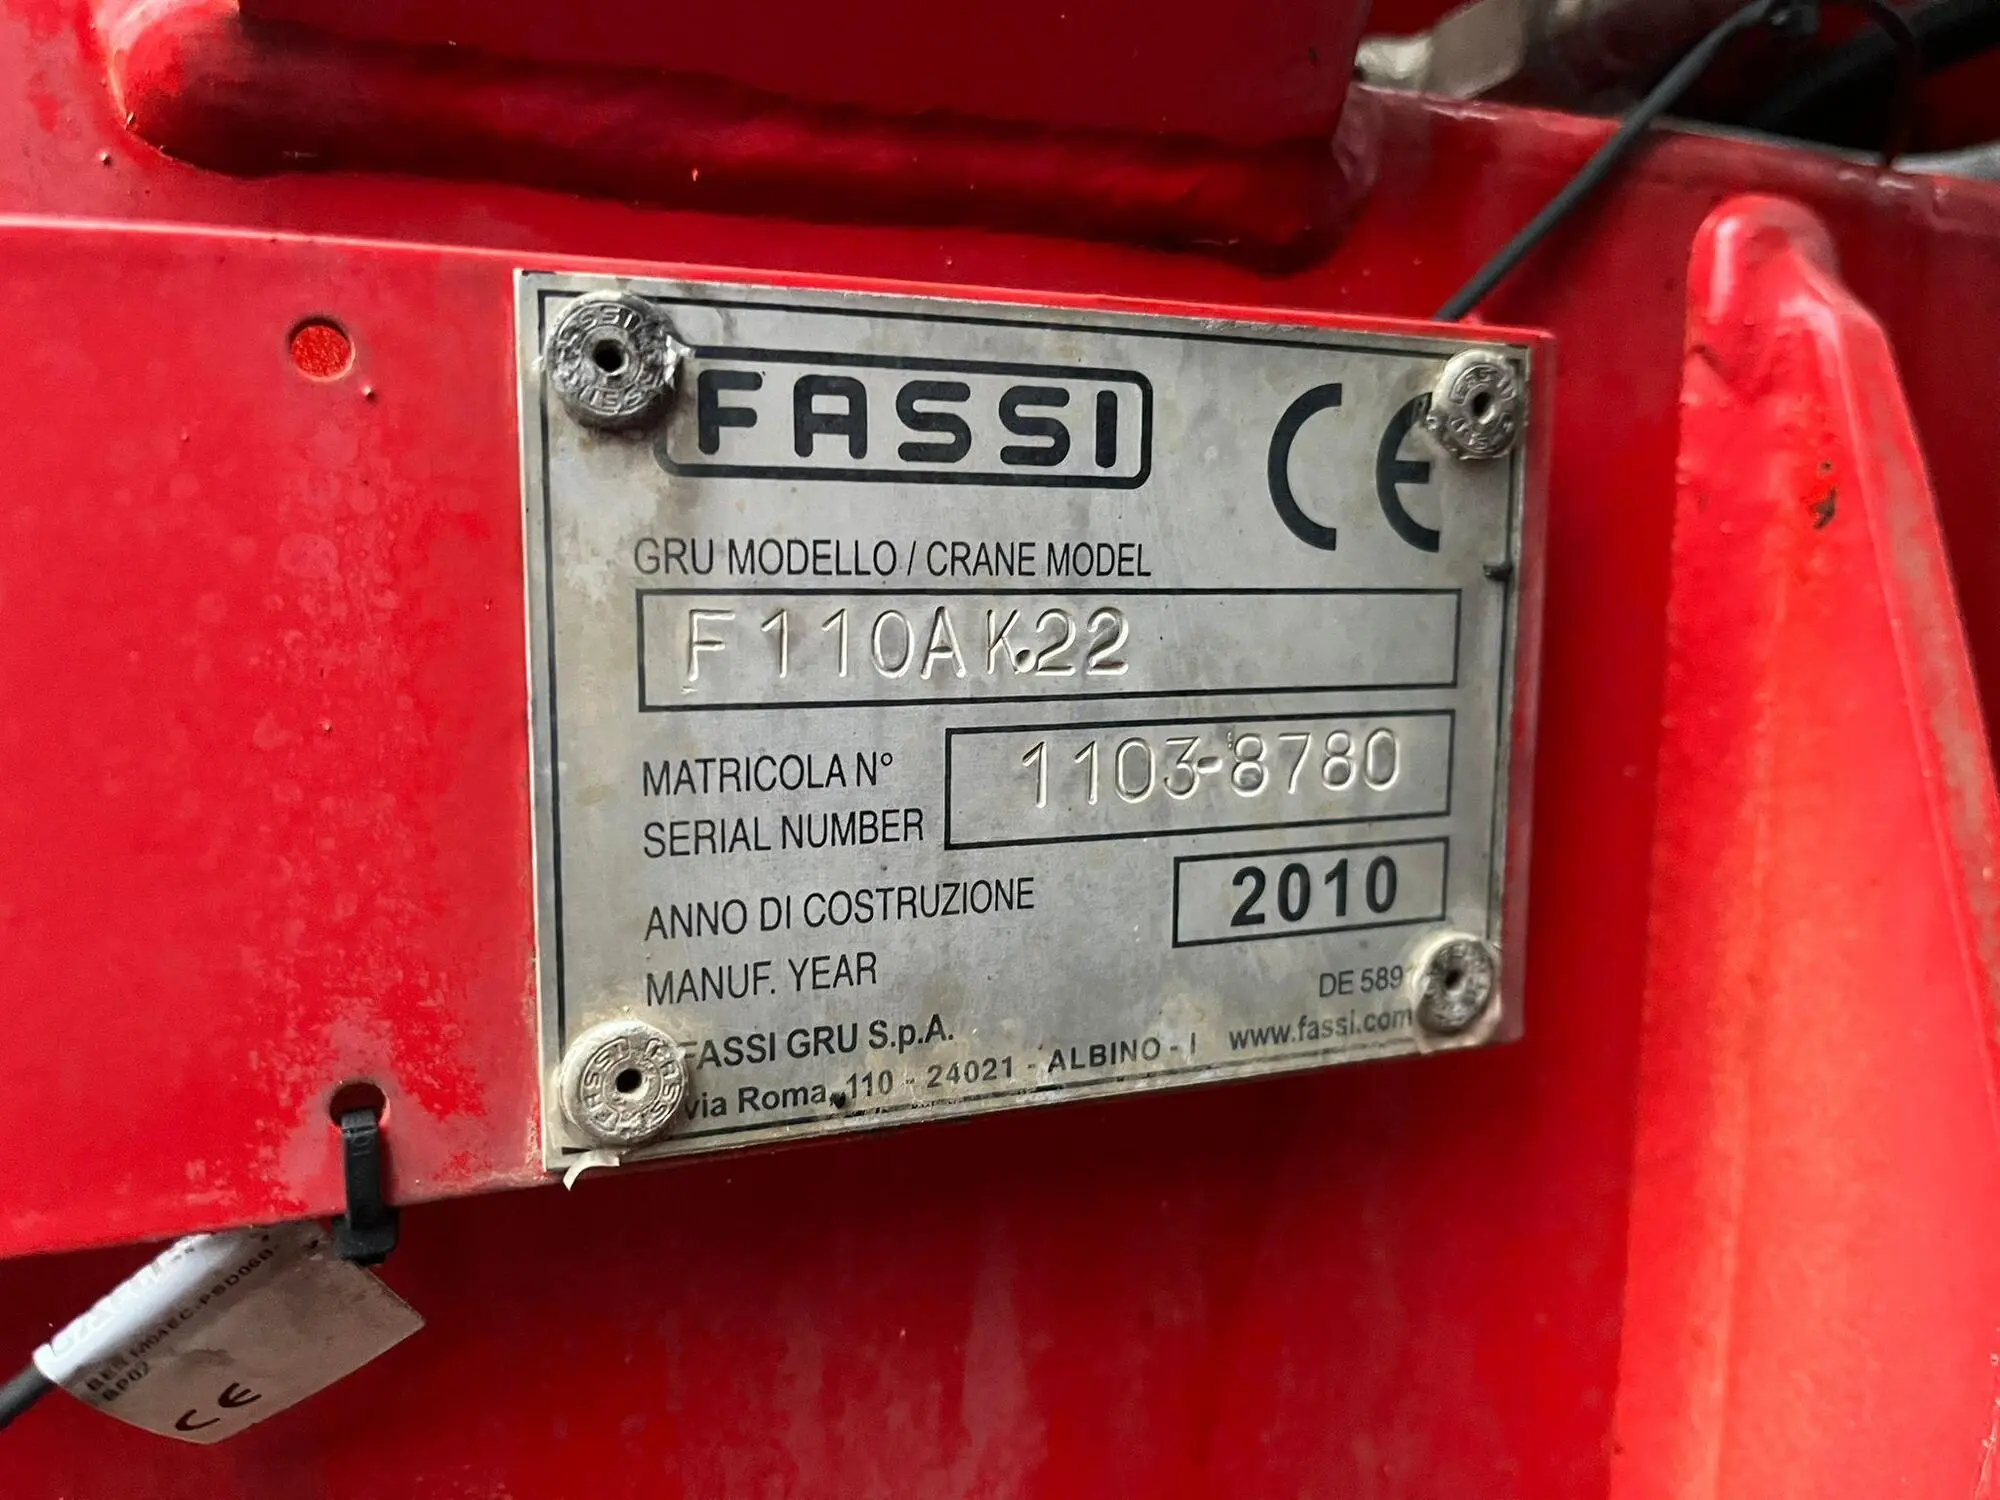 FASSI
CE
GRU MODELLO / CRANE MODEL
F110AK.22
MATRICOLA N°
SERIAL NUMBER
1103-8780
ANNO DI COSTRUZIONE
MANUF. YEAR
2010
DE 589
FASSI GRU S.p.A.
via Roma, 110 - 24021 - ALBINO - I
www.fassi.com
CE